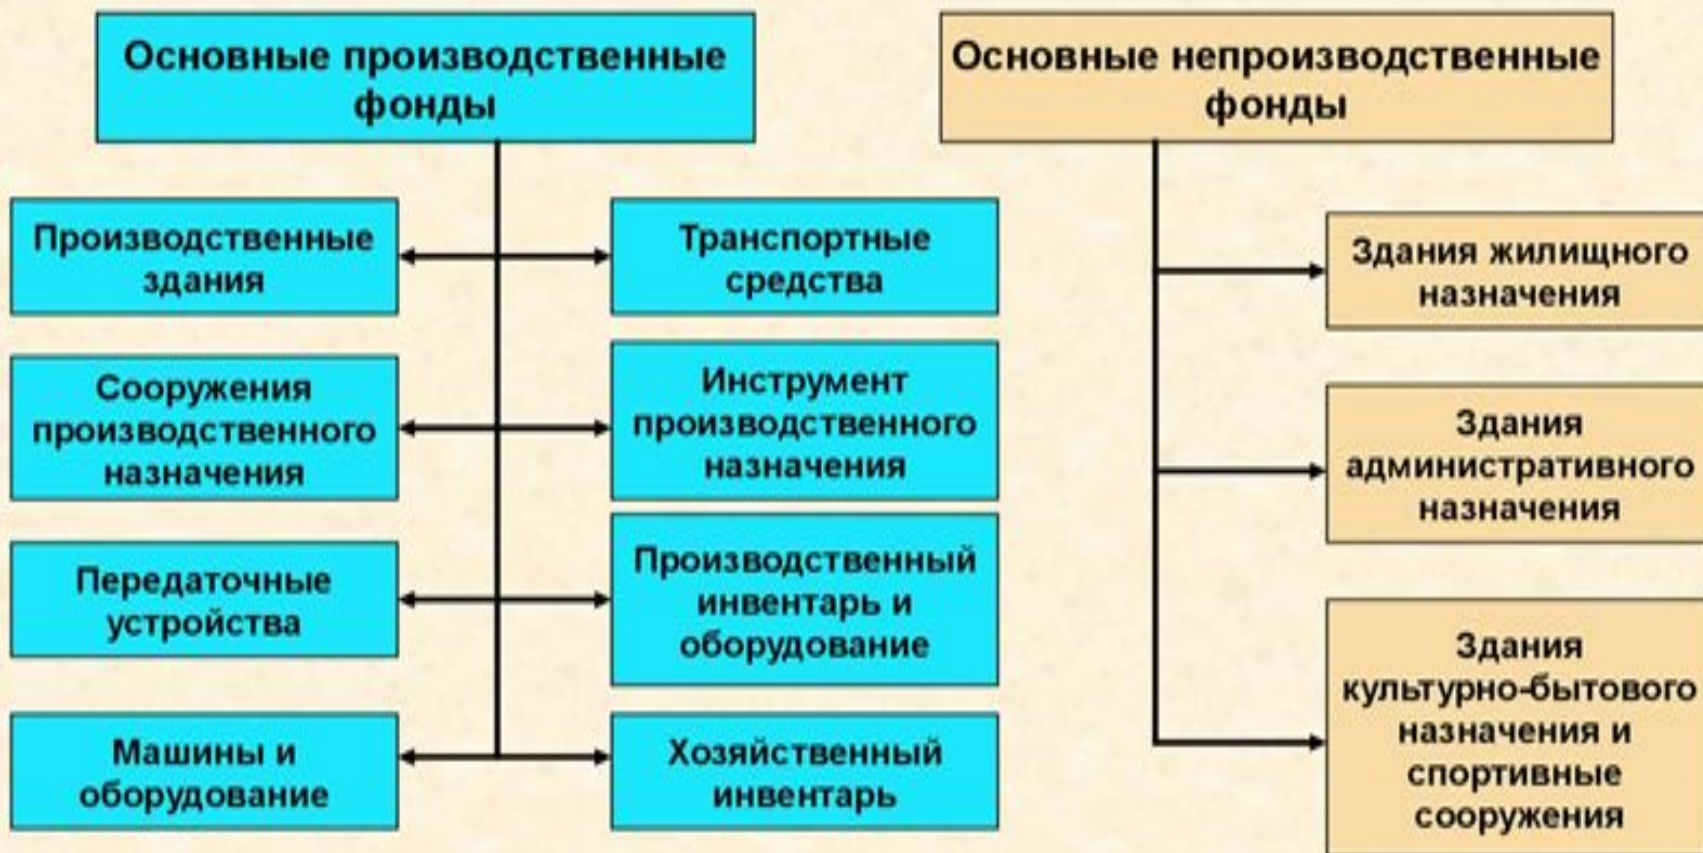 Основные производственные
фонды
Основные непроизводственные
фонды
Производственные
здания
Транспортные
средства
Здания жилищного
назначения
Сооружения
производственного
назначения
Инструмент
производственного
назначения
Здания
административного
назначения
Передаточные
устройства
Производственный
инвентарь и
оборудование
Здания
культурно-бытового
назначения и
спортивные
сооружения
Машины и
оборудование
Хозяйственный
инвентарь